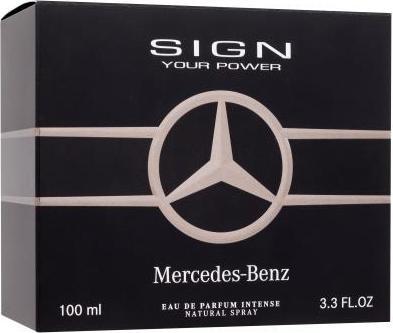 SIGN
YOUR POWER
Mercedes-Benz
100 ml
EAU DE PARFUM INTENSE
NATURAL SPRAY
3.3 FL.OZ